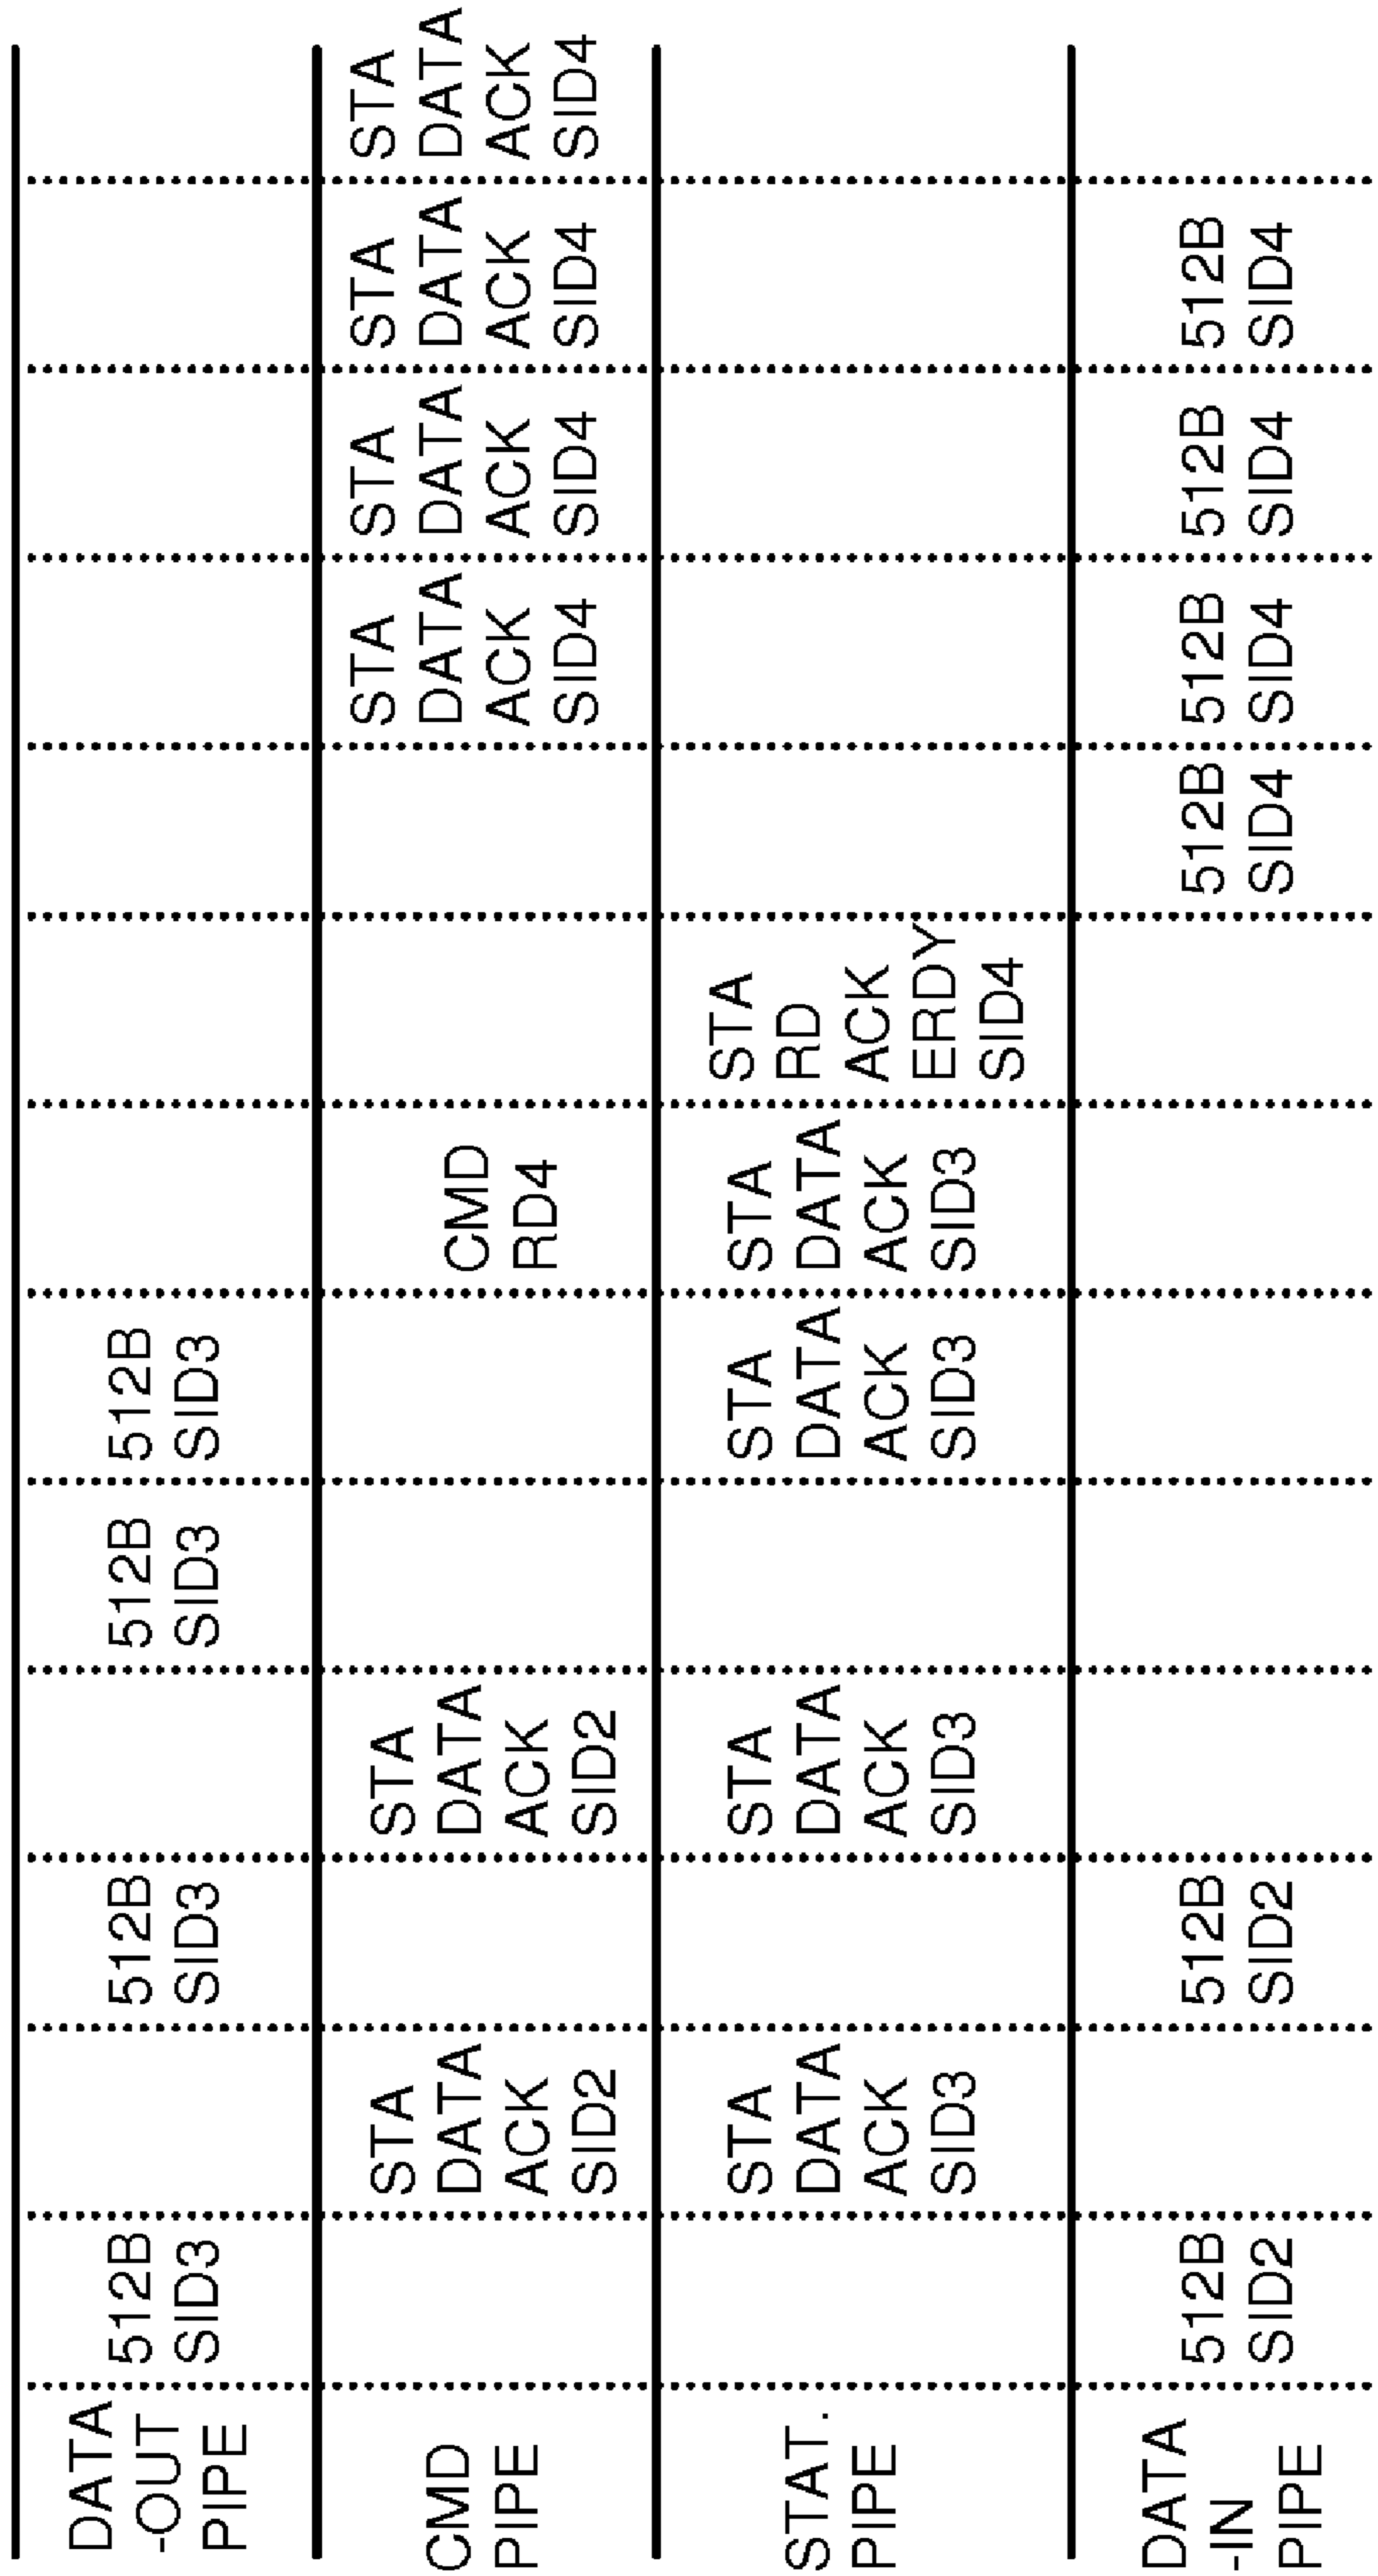 DATA
-OUT
PIPE
512B
SID3
512B
SID3
512B
SID3
512B
SID3
CMD
PIPE
STA
DATA
ACK
SID2
STA
DATA
ACK
SID2
CMD
RD4
STA
DATA
ACK
SID4
STA
DATA
ACK
SID4
STA
DATA
ACK
SID4
STA
DATA
ACK
SID4
STAT.
PIPE
STA
DATA
ACK
SID3
STA
DATA
ACK
SID3
STA
DATA
ACK
SID3
STA
DATA
ACK
SID3
STA
RD
ACK
ERDY
SID4
DATA
-IN
PIPE
512B
SID2
512B
SID2
512B
SID4
512B
SID4
512B
SID4
512B
SID4